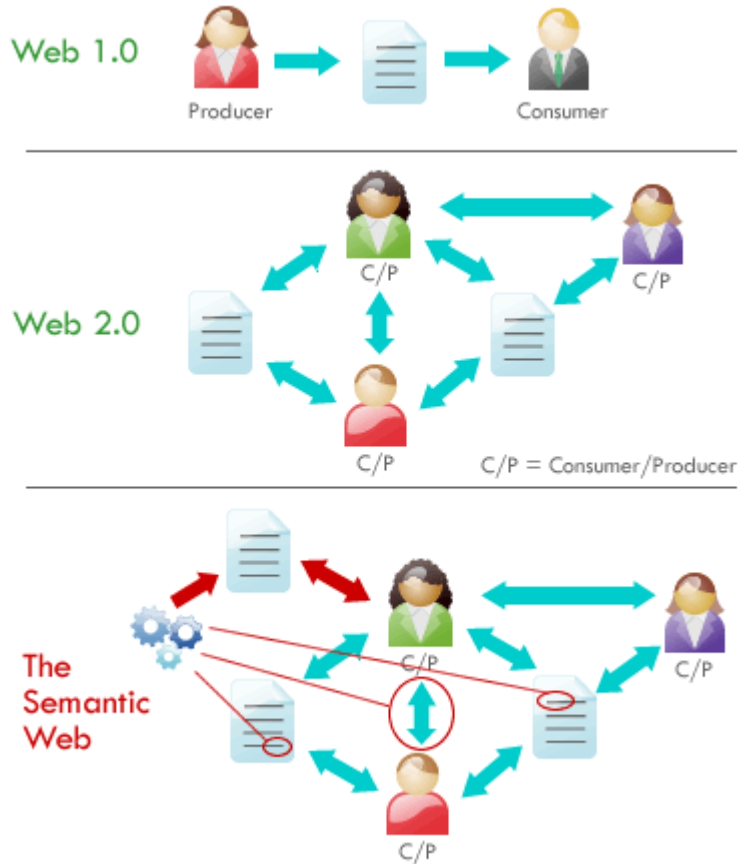 Web 1.0
Producer
Consumer
C/P
C/P
Web 2.0
C/P
C/P = Consumer/Producer
C/P
C/P
The
Semantic
Web
C/P